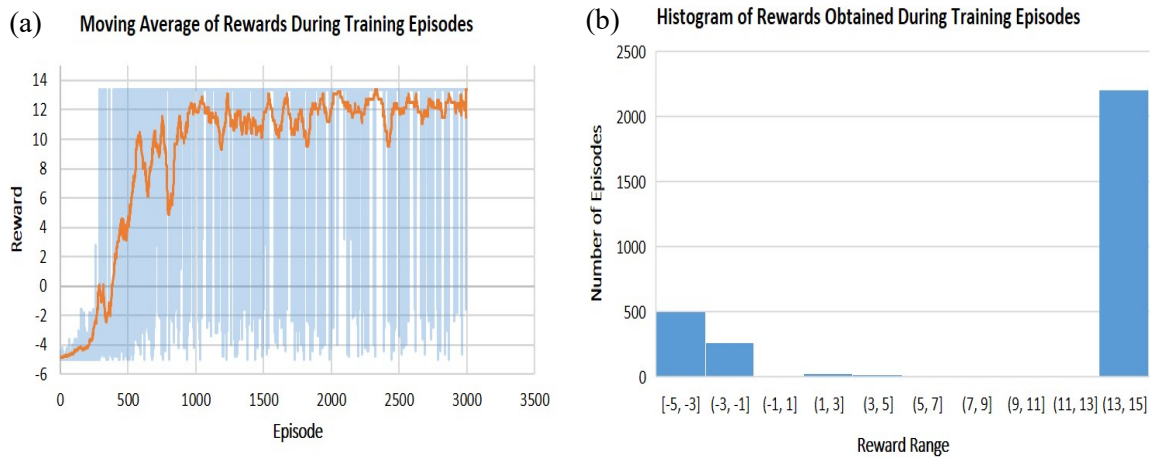 (a)
Moving Average of Rewards During Training Episodes
14
12
10
8
6
4
2
0
-2
-4
-6
Reward
0 500 1000 1500 2000 2500 3000 3500
Episode
(b)
Histogram of Rewards Obtained During Training Episodes
2500
2000
1500
1000
500
0
Number of Episodes
[-5, -3] (-3, -1] (-1, 1] (1, 3] (3, 5] (5, 7] (7, 9] (9, 11] (11, 13] (13, 15]
Reward Range